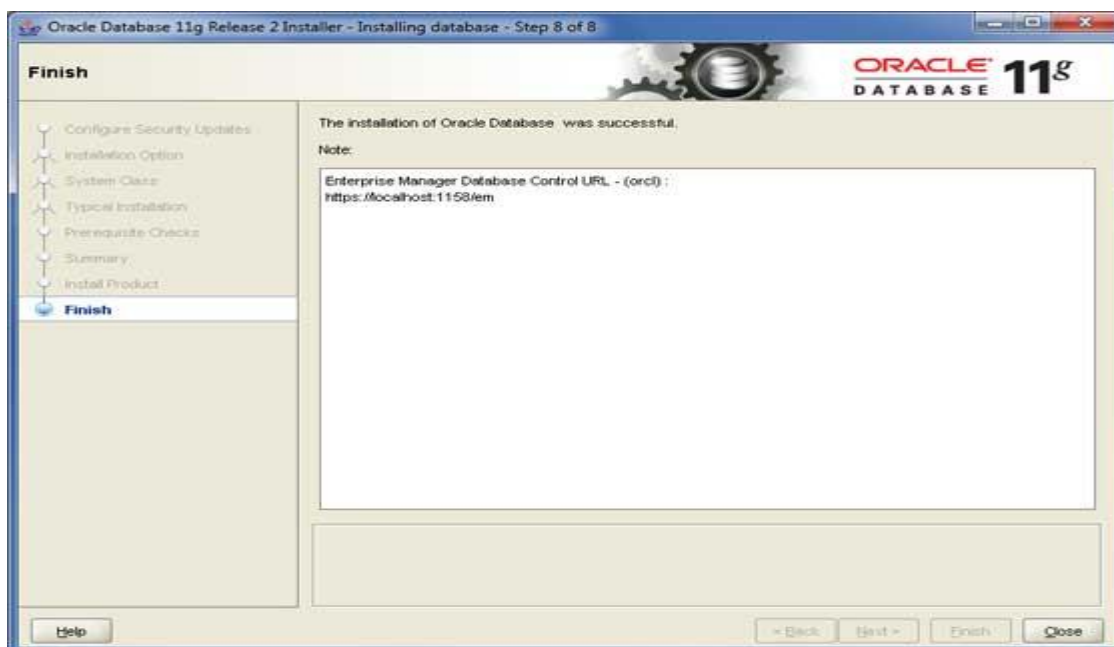 Oracle Database 11g Release 2 Installer - Installing database - Step 8 of 8
Finish
ORACLE
DATABASE
11g
Configure Security Updates
Installation Option
System Class
Typical Installation
Prerequisite Checks
Summary
Install Product
Finish
The installation of Oracle Database was successful.
Note:
Enterprise Manager Database Control URL - (orcl) :
https://localhost:1158/em
Help
< Back
Next >
Finish
Close